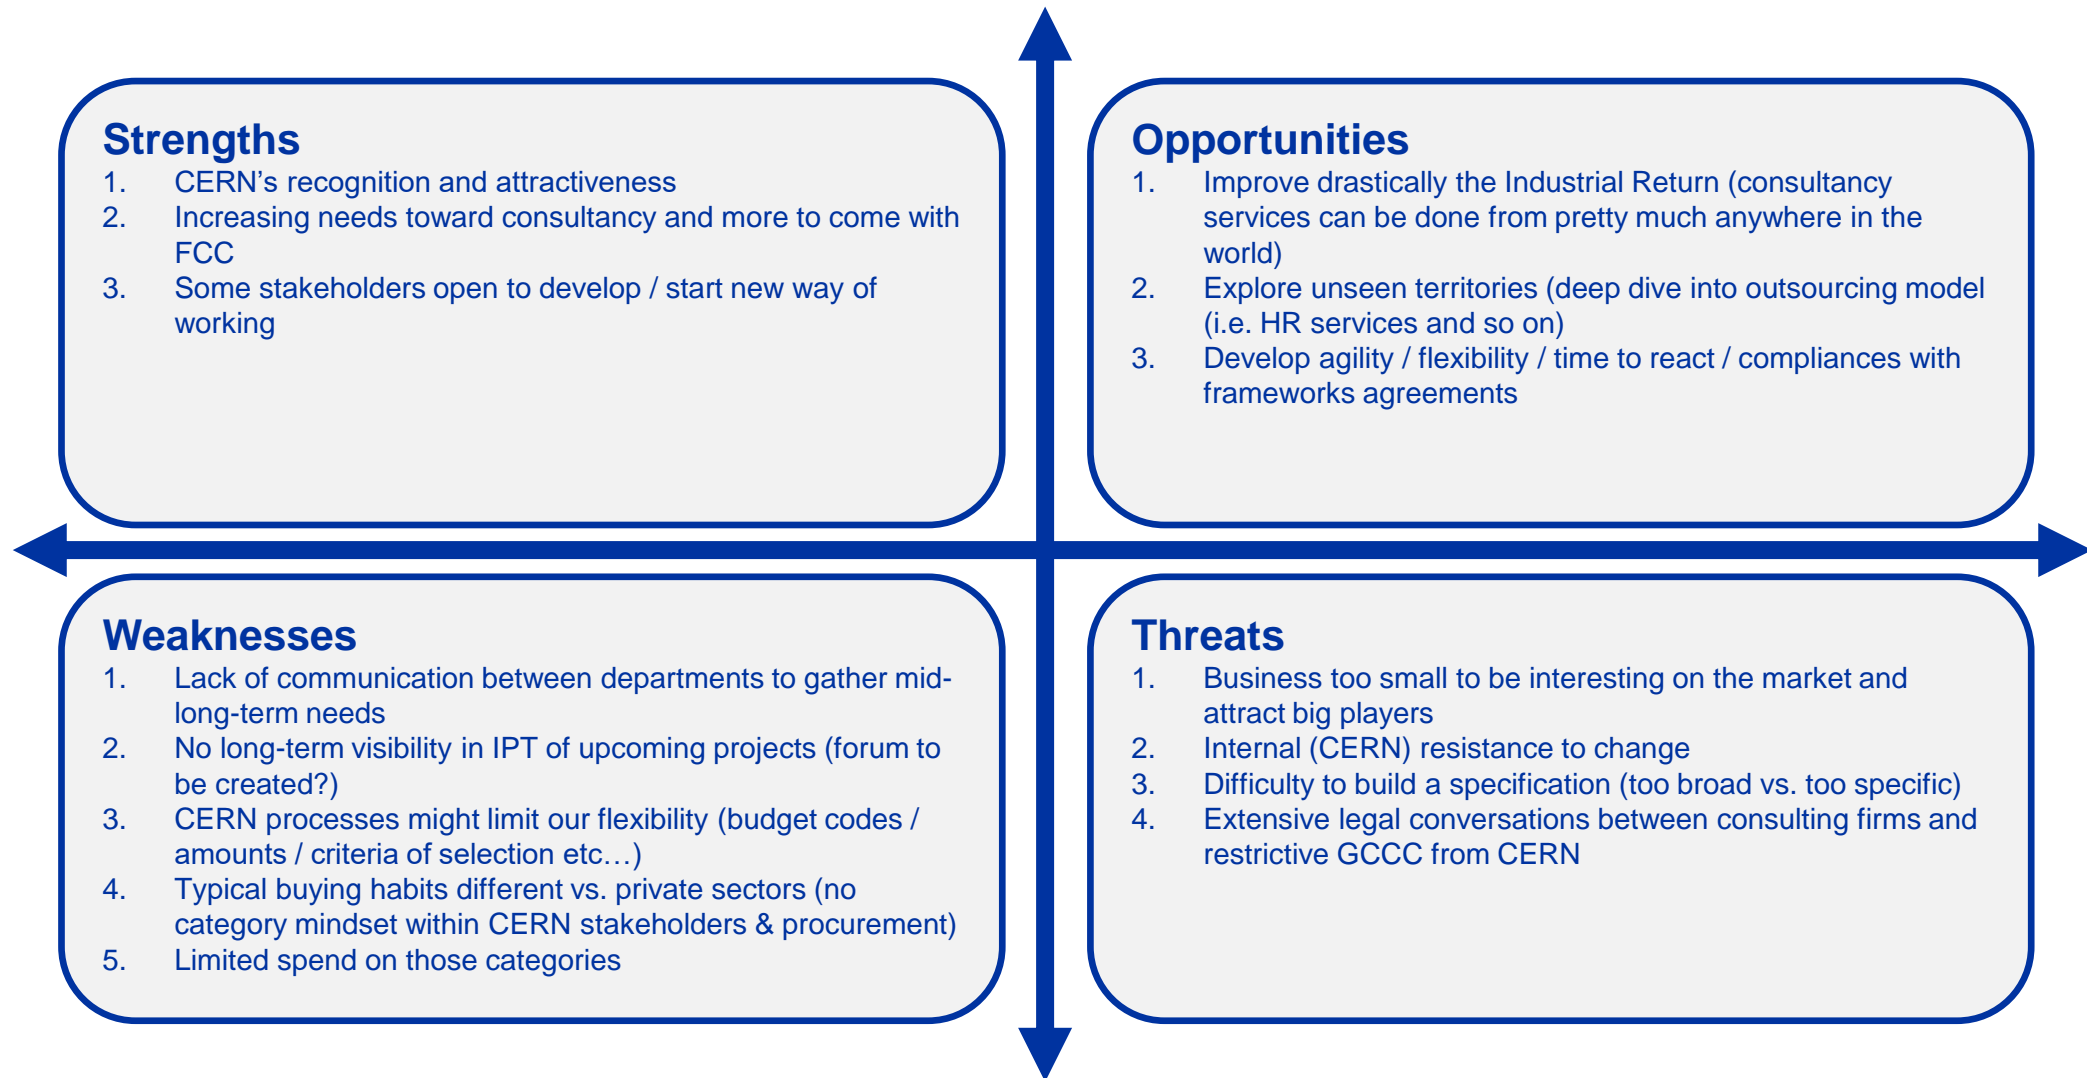 Strengths
1. CERN’s recognition and attractiveness
2. Increasing needs toward consultancy and more to come with
FCC
3. Some stakeholders open to develop / start new way of
working
Opportunities
1. Improve drastically the Industrial Return (consultancy
services can be done from pretty much anywhere in the
world)
2. Explore unseen territories (deep dive into outsourcing model
(i.e. HR services and so on)
3. Develop agility / flexibility / time to react / compliances with
frameworks agreements
Weaknesses
1. Lack of communication between departments to gather mid-
long-term needs
2. No long-term visibility in IPT of upcoming projects (forum to
be created?)
3. CERN processes might limit our flexibility (budget codes /
amounts / criteria of selection etc…)
4. Typical buying habits different vs. private sectors (no
category mindset within CERN stakeholders & procurement)
5. Limited spend on those categories
Threats
1. Business too small to be interesting on the market and
attract big players
2. Internal (CERN) resistance to change
3. Difficulty to build a specification (too broad vs. too specific)
4. Extensive legal conversations between consulting firms and
restrictive GCCC from CERN